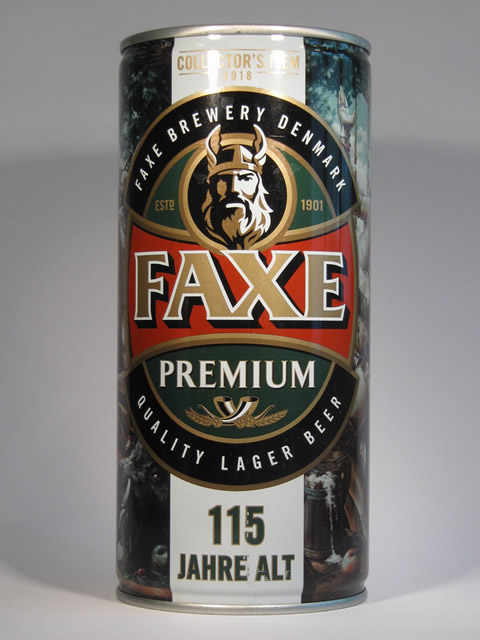 COLLECTOR'S ITEM
2018
FAXE BREWERY DENMARK
ESTD 1901
FAXE
PREMIUM
QUALITY LAGER BEER
115
JAHRE ALT